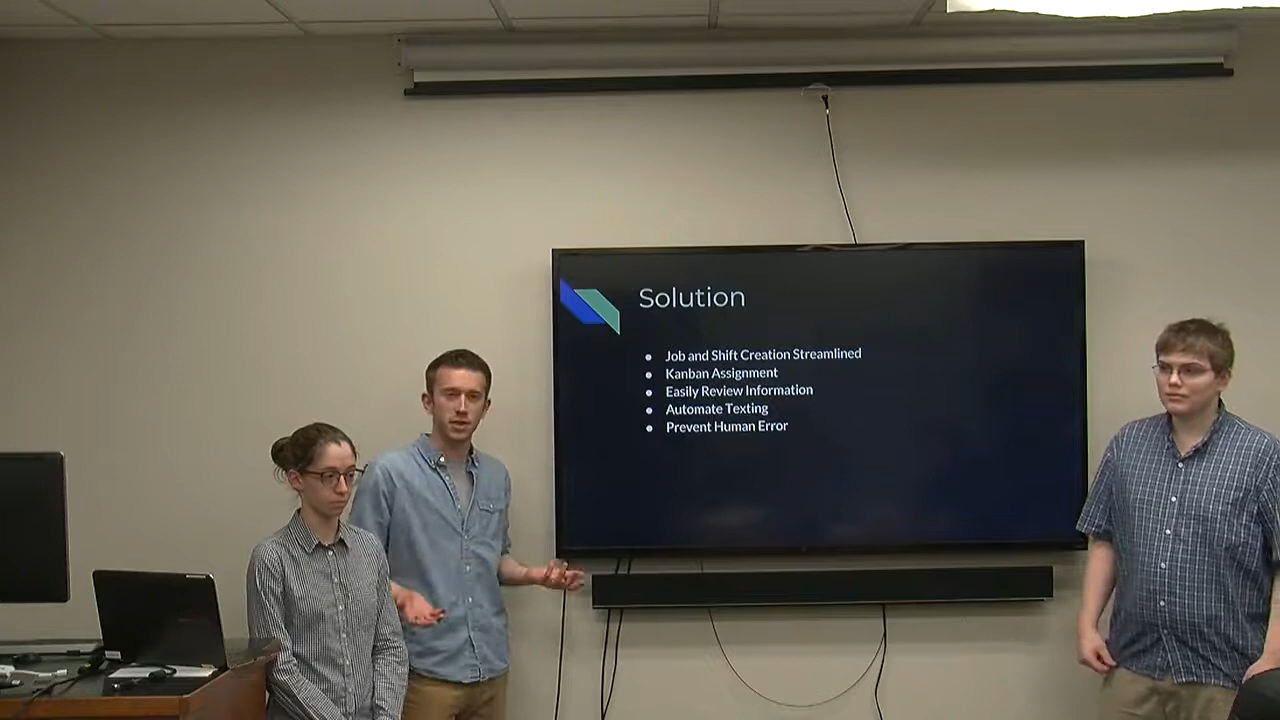 Solution
● Job and Shift Creation Streamlined
● Kanban Assignment
● Easily Review Information
● Automate Texting
● Prevent Human Error